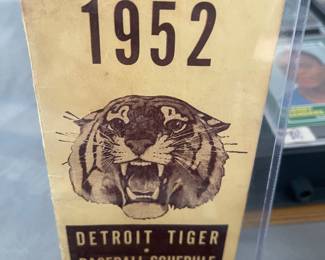 1952
DETROIT TIGER
BASEBALL SCHEDULE